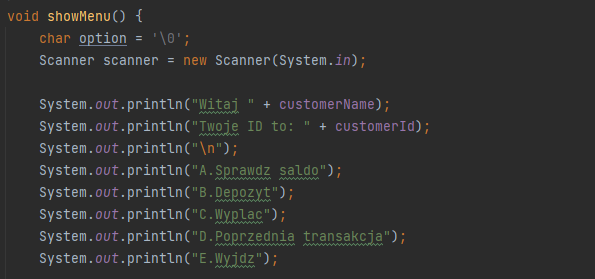 void showMenu() {
char option = '\0';
Scanner scanner = new Scanner(System.in);
System.out.println("Witaj " + customerName);
System.out.println("Twoje ID to: " + customerId);
System.out.println("\n");
System.out.println("A.Sprawdz saldo");
System.out.println("B.Depozyt");
System.out.println("C.Wyplac");
System.out.println("D.Poprzednia transakcja");
System.out.println("E.Wyjdz");